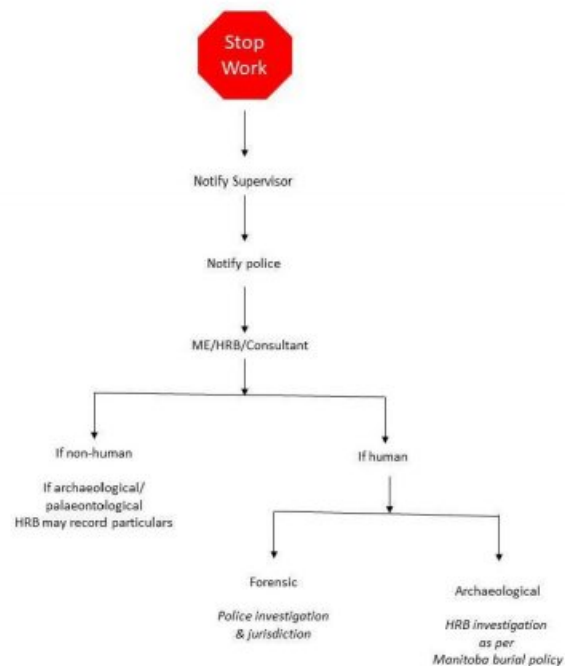 Stop
Work
Notify Supervisor
Notify police
ME/HRB/Consultant
If non-human
If archaeological/
palaeontological
HRB may record particulars
If human
Forensic
Police investigation
& jurisdiction
Archaeological
HRB investigation
as per
Manitoba burial policy